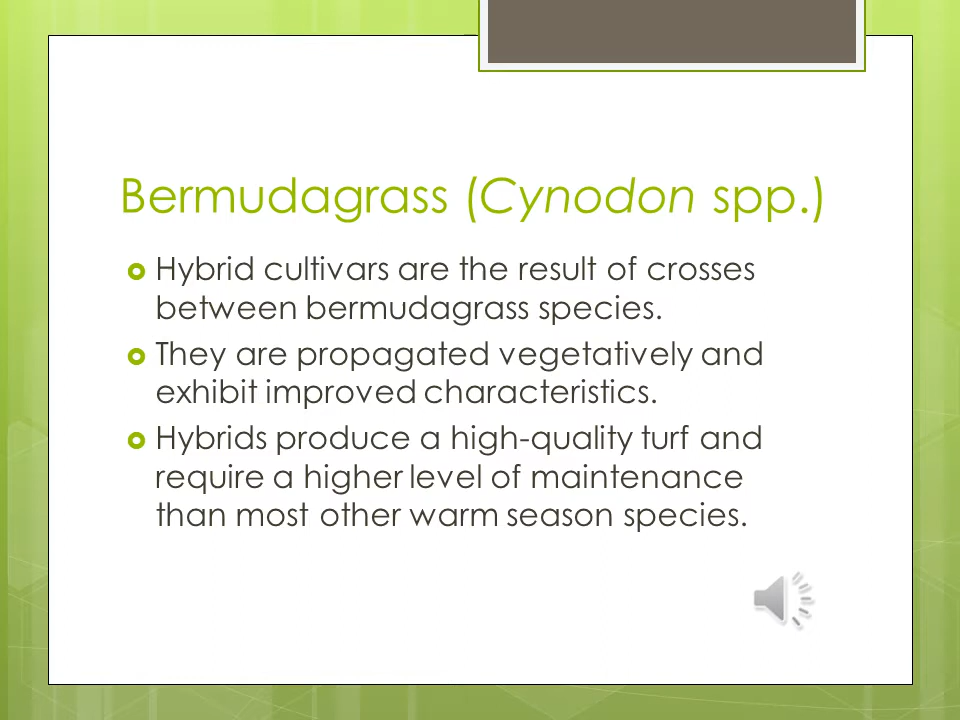 Bermudagrass (Cynodon spp.)
Hybrid cultivars are the result of crosses
between bermudagrass species.
They are propagated vegetatively and
exhibit improved characteristics.
Hybrids produce a high-quality turf and
require a higher level of maintenance
than most other warm season species.